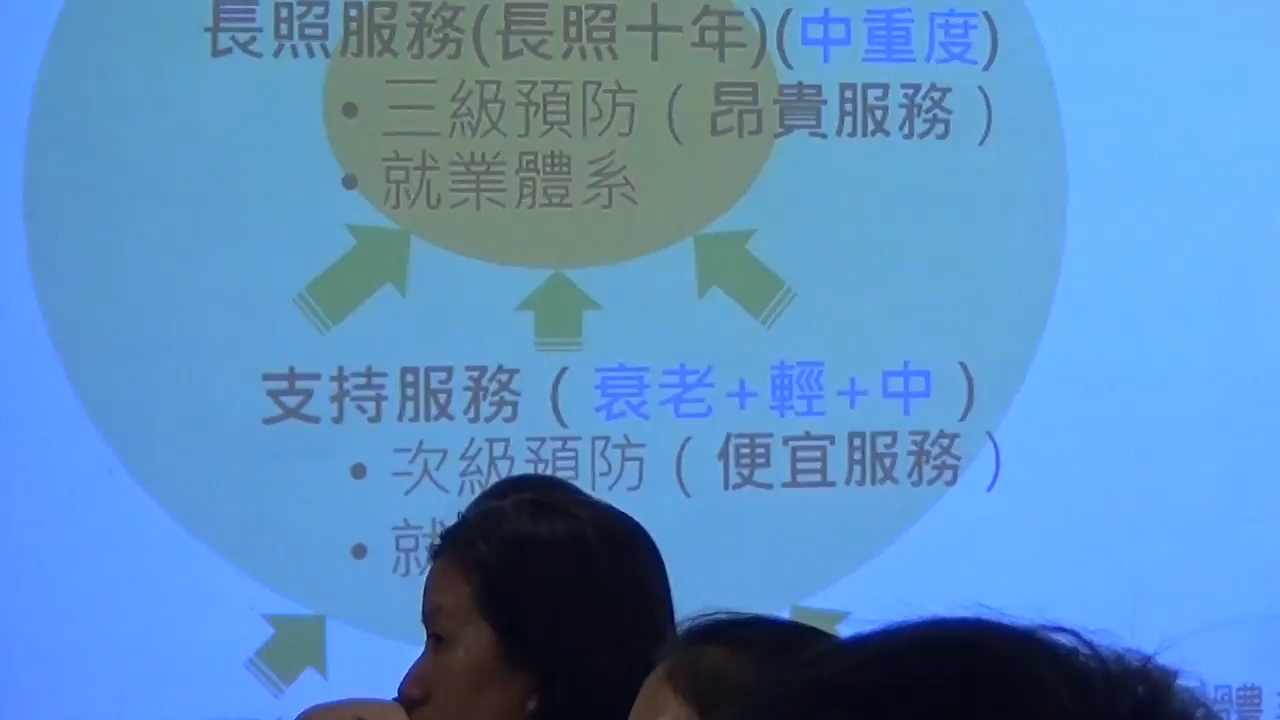 長照服務(長照十年)(中重度)
• 三級預防（昂貴服務）
• 就業體系
支持服務（衰老+輕+中）
• 次級預防（便宜服務）
• 就
體